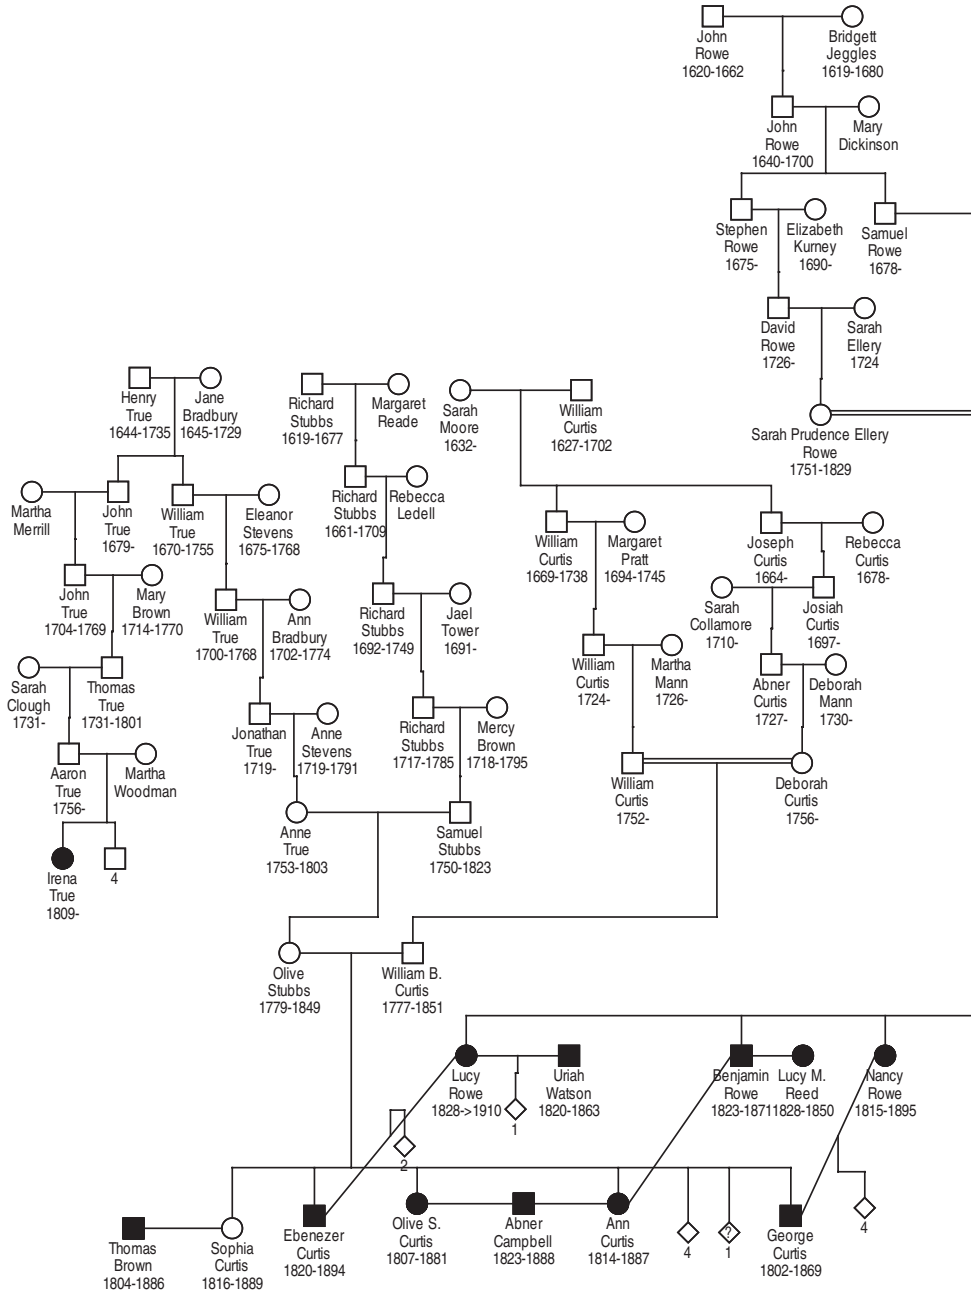 John
Rowe
1620-1662
Bridgett
Jeggles
1619-1680
John
Rowe
1640-1700
Mary
Dickinson
Stephen
Rowe
1675-
Elizabeth
Kurney
1690-
Samuel
Rowe
1678-
David
Rowe
1726-
Sarah
Ellery
1724
Sarah Prudence Ellery
Rowe
1751-1829
Henry
True
1644-1735
Jane
Bradbury
1645-1729
Richard
Stubbs
1619-1677
Margaret
Reade
Sarah
Moore
1632-
William
Curtis
1627-1702
Martha
Merrill
John
True
1679-
William
True
1670-1755
Eleanor
Stevens
1675-1768
Richard
Stubbs
1661-1709
Rebecca
Ledell
William
Curtis
1669-1738
Margaret
Pratt
1694-1745
Joseph
Curtis
1664-
Rebecca
Curtis
1678-
John
True
1704-1769
Mary
Brown
1714-1770
William
True
1700-1768
Ann
Bradbury
1702-1774
Richard
Stubbs
1692-1749
Jael
Tower
1691-
Sarah
Collamore
1710-
Josiah
Curtis
1697-
William
Curtis
1724-
Martha
Mann
1726-
Abner
Curtis
1727-
Deborah
Mann
1730-
Sarah
Clough
1731-
Thomas
True
1731-1801
Jonathan
True
1719-
Anne
Stevens
1719-1791
Richard
Stubbs
1717-1785
Mercy
Brown
1718-1795
Aaron
True
1756-
Martha
Woodman
William
Curtis
1752-
Deborah
Curtis
1756-
Anne
True
1753-1803
Samuel
Stubbs
1750-1823
Irena
True
1809-
4
Olive
Stubbs
1779-1849
William B.
Curtis
1777-1851
Lucy
Rowe
1828->1910
Uriah
Watson
1820-1863
1
Benjamin
Rowe
1823-1871
Lucy M.
Reed
1828-1850
Nancy
Rowe
1815-1895
2
Thomas
Brown
1804-1886
Sophia
Curtis
1816-1889
Ebenezer
Curtis
1820-1894
Olive S.
Curtis
1807-1881
Abner
Campbell
1823-1888
Ann
Curtis
1814-1887
4
?
1
George
Curtis
1802-1869
4